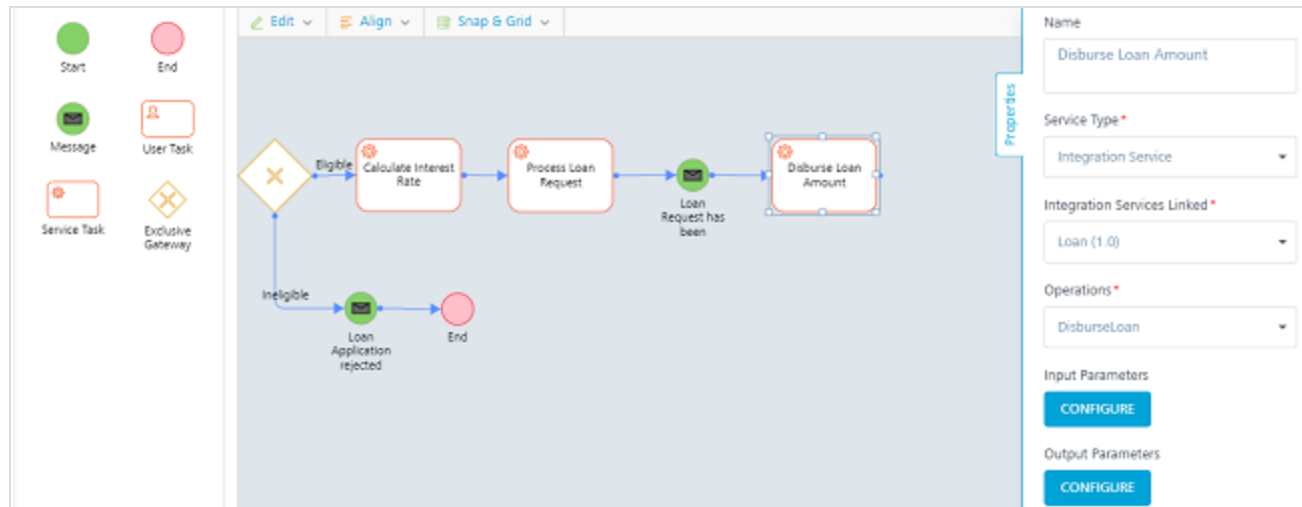 Edit
Align
Snap & Grid
Start
End
Message
User Task
Service Task
Exclusive
Gateway
Eligible
Calculate Interest
Rate
Process Loan
Request
Loan
Request has
been
Disburse Loan
Amount
Ineligible
Loan
Application
rejected
End
Properties
Name
Disburse Loan Amount
Service Type*
Integration Service
Integration Services Linked*
Loan (1.0)
Operations*
DisburseLoan
Input Parameters
CONFIGURE
Output Parameters
CONFIGURE